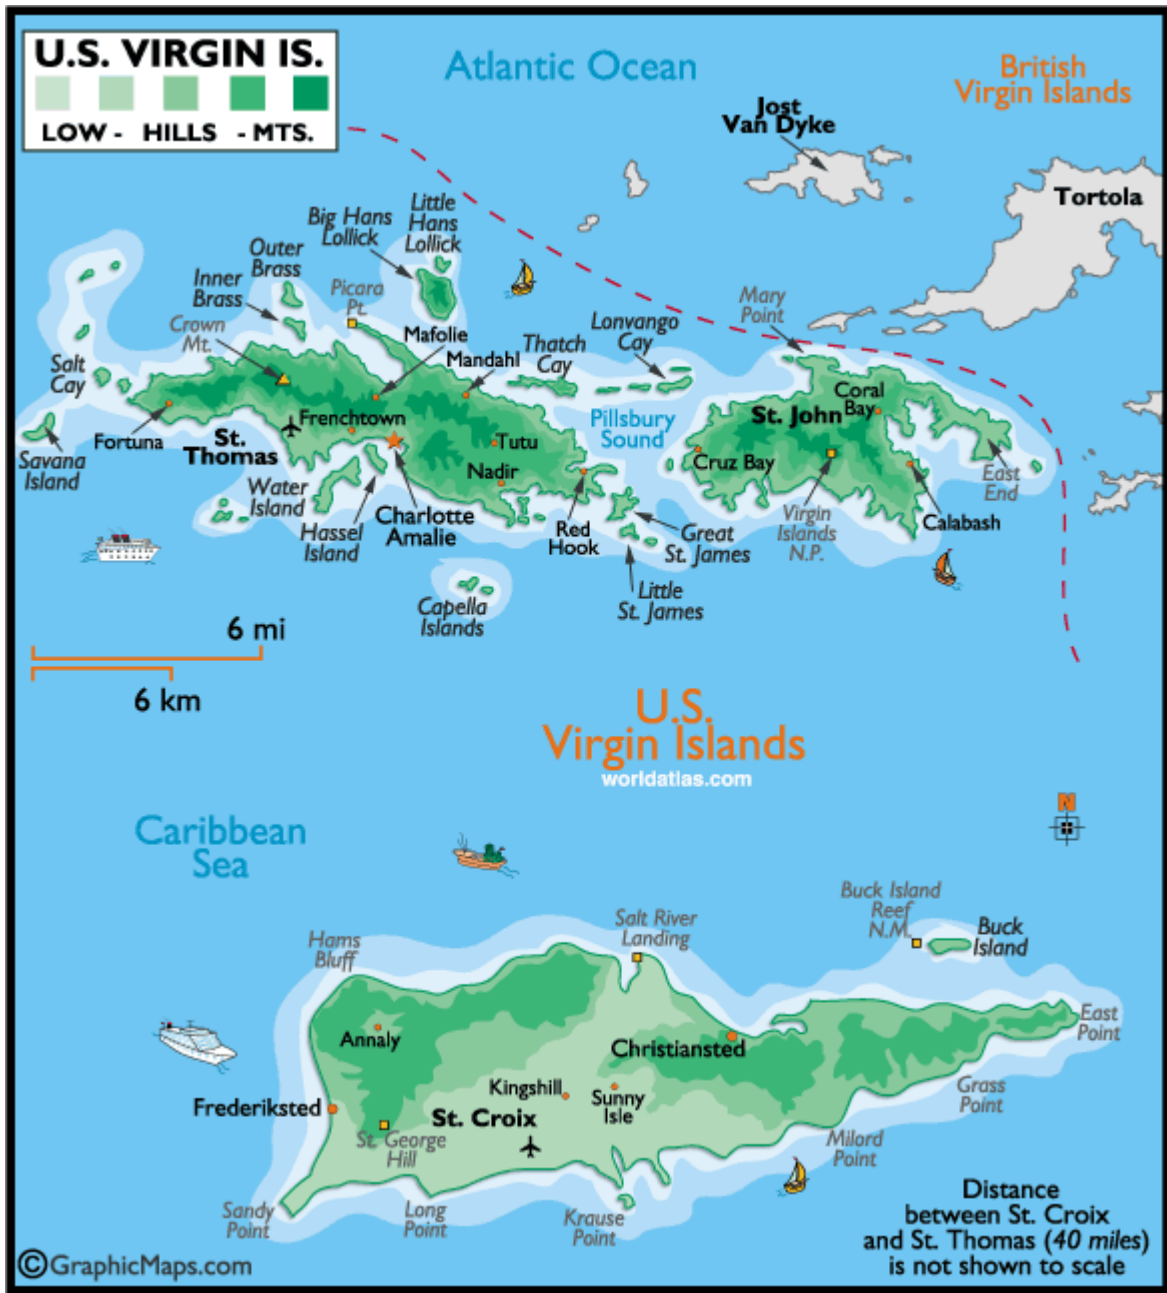 U.S. VIRGIN IS.
LOW - HILLS - MTS.
Atlantic Ocean
British
Virgin Islands
Jost
Van Dyke
Tortola
Little
Hans
Lollick
Big Hans
Lollick
Outer
Brass
Inner
Brass
Picara
Pt.
Crown
Mt.
Mafolie
Mandahl
Thatch
Cay
Lonvango
Cay
Mary
Point
Salt
Cay
Fortuna
St.
Thomas
Frenchtown
Savana
Island
Water
Island
Hassel
Island
Charlotte
Amalie
Tutu
Nadir
Red
Hook
Pillsbury
Sound
St. John
Coral
Bay
Cruz Bay
Virgin
Islands
N.P.
East
End
Calabash
Great
St. James
Little
St. James
Capella
Islands
6 mi
6 km
U.S.
Virgin Islands
worldatlas.com
N
Caribbean
Sea
Buck Island
Reef
N.M.
Buck
Island
Salt River
Landing
Hams
Bluff
Annaly
Christiansted
East
Point
Kingshill
Sunny
Isle
Frederiksted
St. Croix
Grass
Point
St. George
Hill
Milord
Point
Sandy
Point
Long
Point
Krause
Point
Distance
between St. Croix
and St. Thomas (40 miles)
is not shown to scale
©GraphicMaps.com